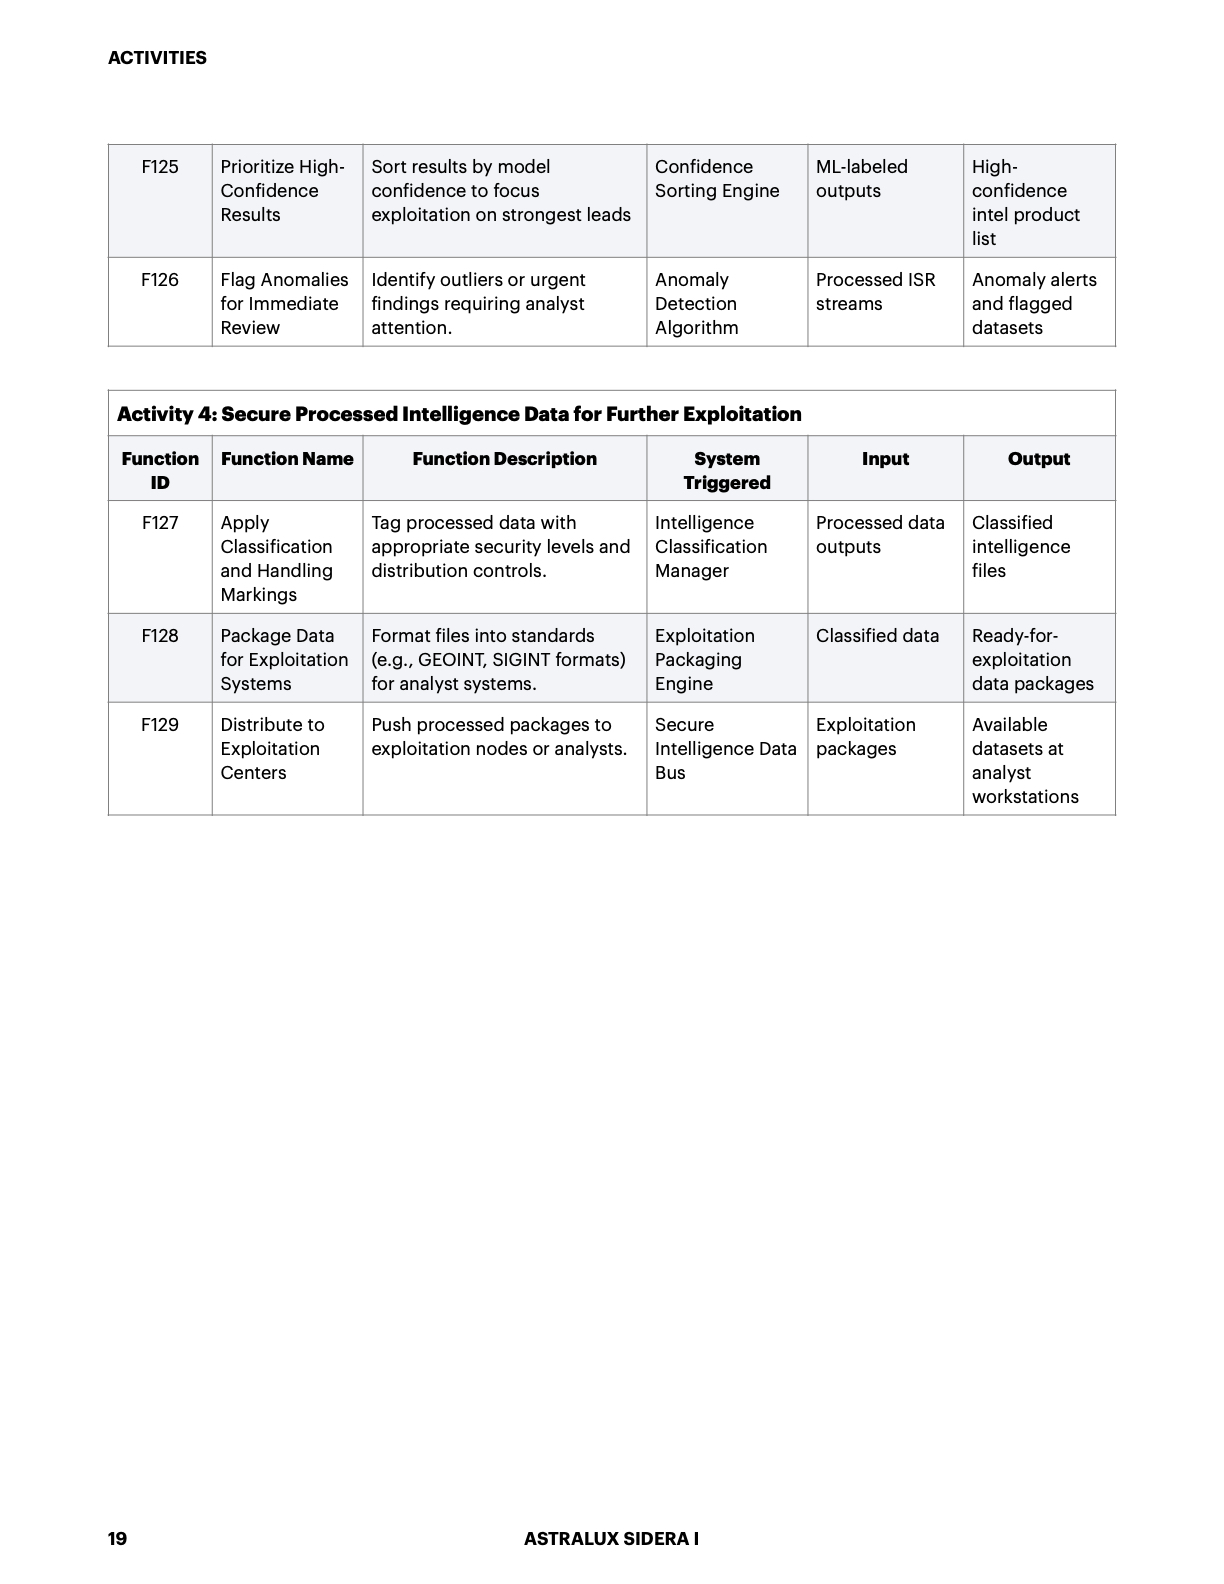 ACTIVITIES
F125
Prioritize High-
Confidence
Results
Sort results by model
confidence to focus
exploitation on strongest leads
Confidence
Sorting Engine
ML-labeled
outputs
High-
confidence
intel product
list
F126
Flag Anomalies
for Immediate
Review
Identify outliers or urgent
findings requiring analyst
attention.
Anomaly
Detection
Algorithm
Processed ISR
streams
Anomaly alerts
and flagged
datasets
Activity 4: Secure Processed Intelligence Data for Further Exploitation
Function
ID
Function Name
Function Description
System
Triggered
Input
Output
F127
Apply
Classification
and Handling
Markings
Tag processed data with
appropriate security levels and
distribution controls.
Intelligence
Classification
Manager
Processed data
outputs
Classified
intelligence
files
F128
Package Data
for Exploitation
Systems
Format files into standards
(e.g., GEOINT, SIGINT formats)
for analyst systems.
Exploitation
Packaging
Engine
Classified data
Ready-for-
exploitation
data packages
F129
Distribute to
Exploitation
Centers
Push processed packages to
exploitation nodes or analysts.
Secure
Intelligence Data
Bus
Exploitation
packages
Available
datasets at
analyst
workstations
19
ASTRALUX SIDERA I